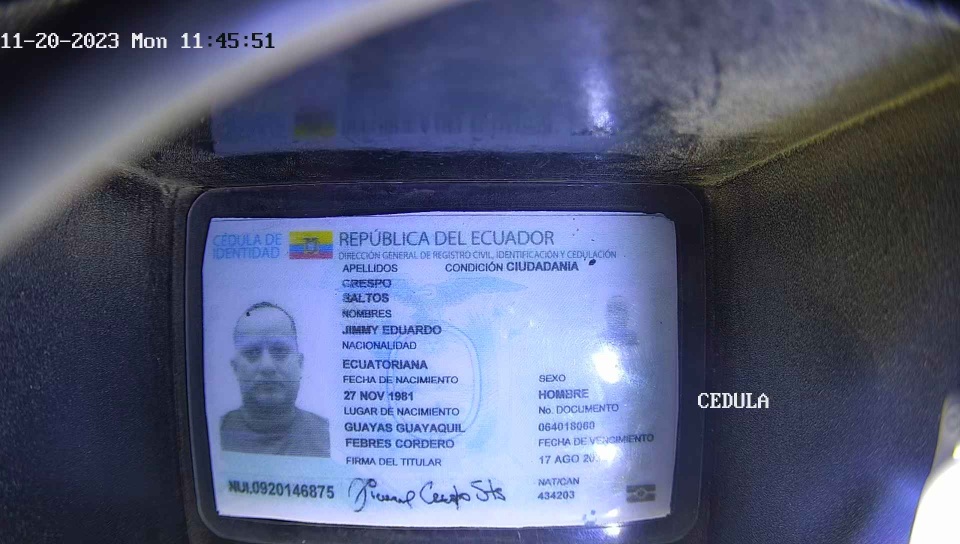 11-20-2023 Mon 11:45:51
CÉDULA DE
IDENTIDAD
REPÚBLICA DEL ECUADOR
DIRECCIÓN GENERAL DE REGISTRO CIVIL, IDENTIFICACIÓN Y CEDULACIÓN
APELLIDOS
CONDICIÓN CIUDADANÍA
CRESPO
SALTOS
NOMBRES
JIMMY EDUARDO
NACIONALIDAD
ECUATORIANA
FECHA DE NACIMIENTO
27 NOV 1981
LUGAR DE NACIMIENTO
GUAYAS GUAYAQUIL
FEBRES CORDERO
FIRMA DEL TITULAR
SEXO
HOMBRE
No. DOCUMENTO
064018060
FECHA DE VENCIMIENTO
17 AGO
NAT/CAN
434203
NUI.0920146875
CEDULA